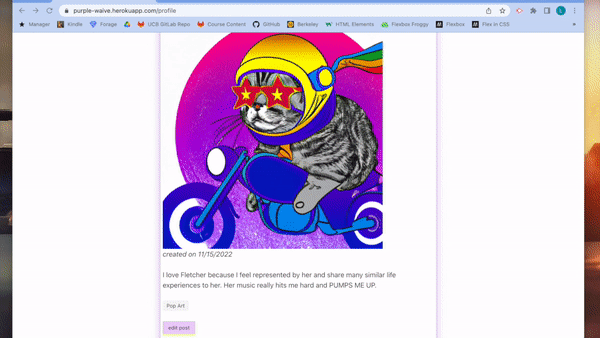 purple-waive.herokuapp.com/profile
Manager Kindle Forage UCB GitLab Repo Course Content GitHub Berkeley HTML Elements Flexbox Froggy Flexbox Flex in CSS
created on 11/15/2022
I love Fletcher because I feel represented by her and share many similar life
experiences to her. Her music really hits me hard and PUMPS ME UP.
Pop Art
edit post